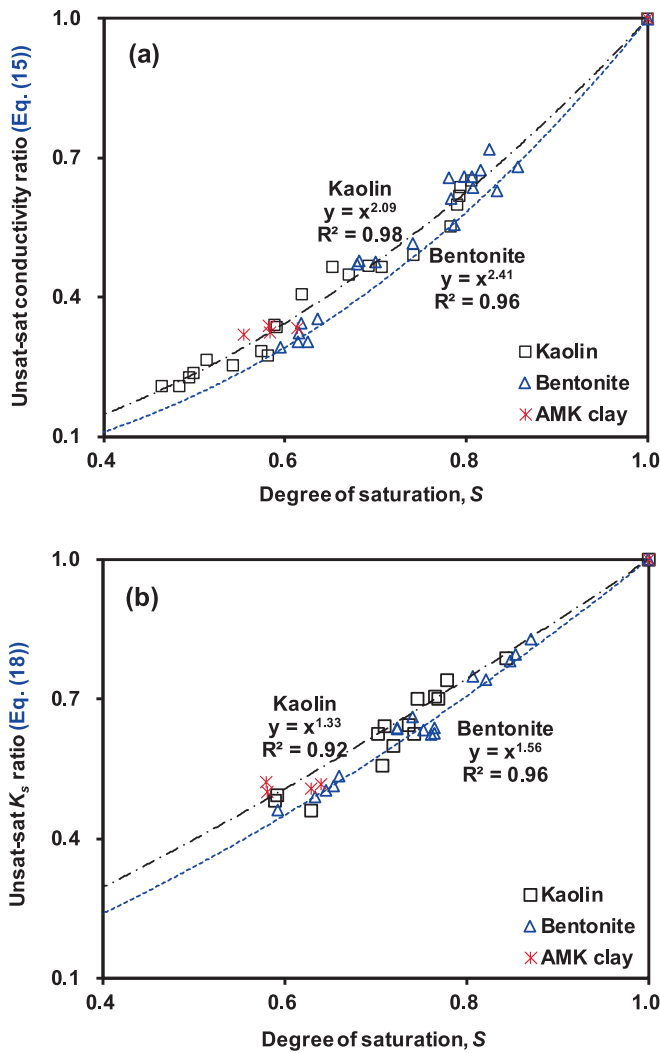 Unsat-sat conductivity ratio (Eq. (15))
1.0
0.7
0.4
0.1
(a)
Kaolin
y = x^2.09
R² = 0.98
Bentonite
y = x^2.41
R² = 0.96
Kaolin
Bentonite
AMK clay
0.4 0.6 0.8 1.0
Degree of saturation, S
Unsat-sat Ks ratio (Eq. (18))
1.0
0.7
0.4
0.1
(b)
Kaolin
y = x^1.33
R² = 0.92
Bentonite
y = x^1.56
R² = 0.96
Kaolin
Bentonite
AMK clay
0.4 0.6 0.8 1.0
Degree of saturation, S